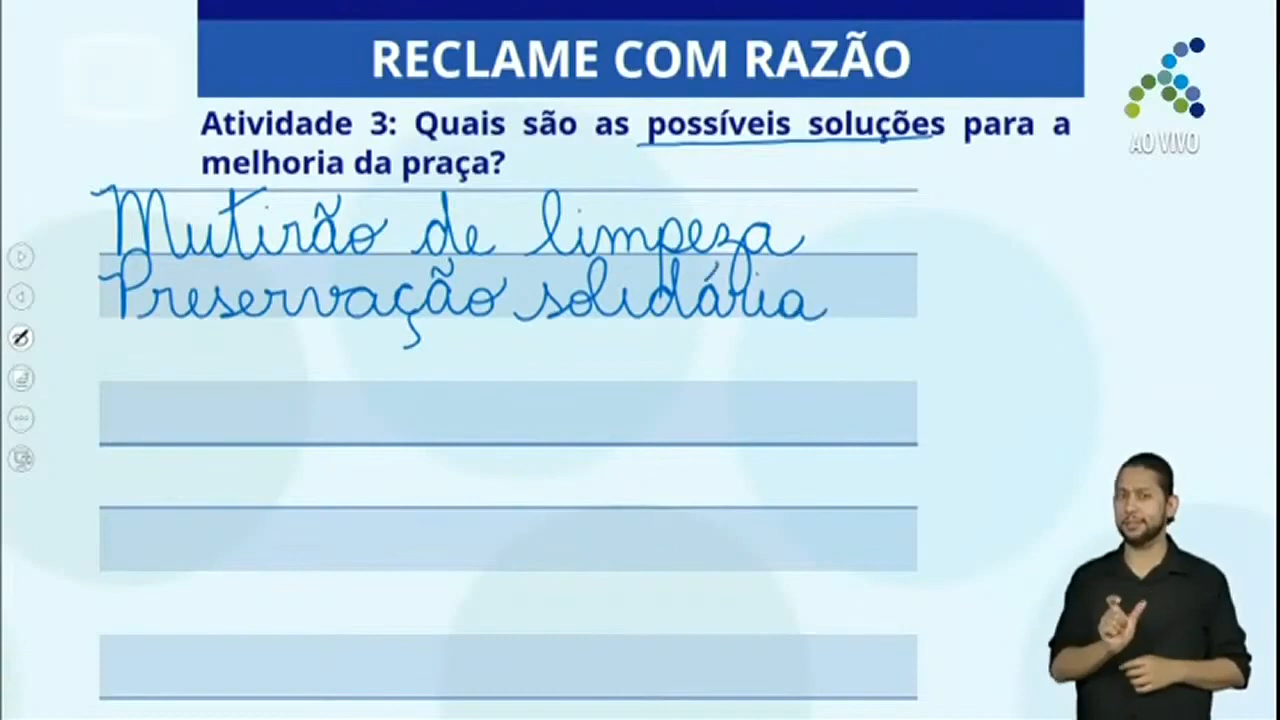 RECLAME COM RAZÃO
AO VIVO
Atividade 3: Quais são as possíveis soluções para a
melhoria da praça?
Mutirão de limpeza
Preservação solidária